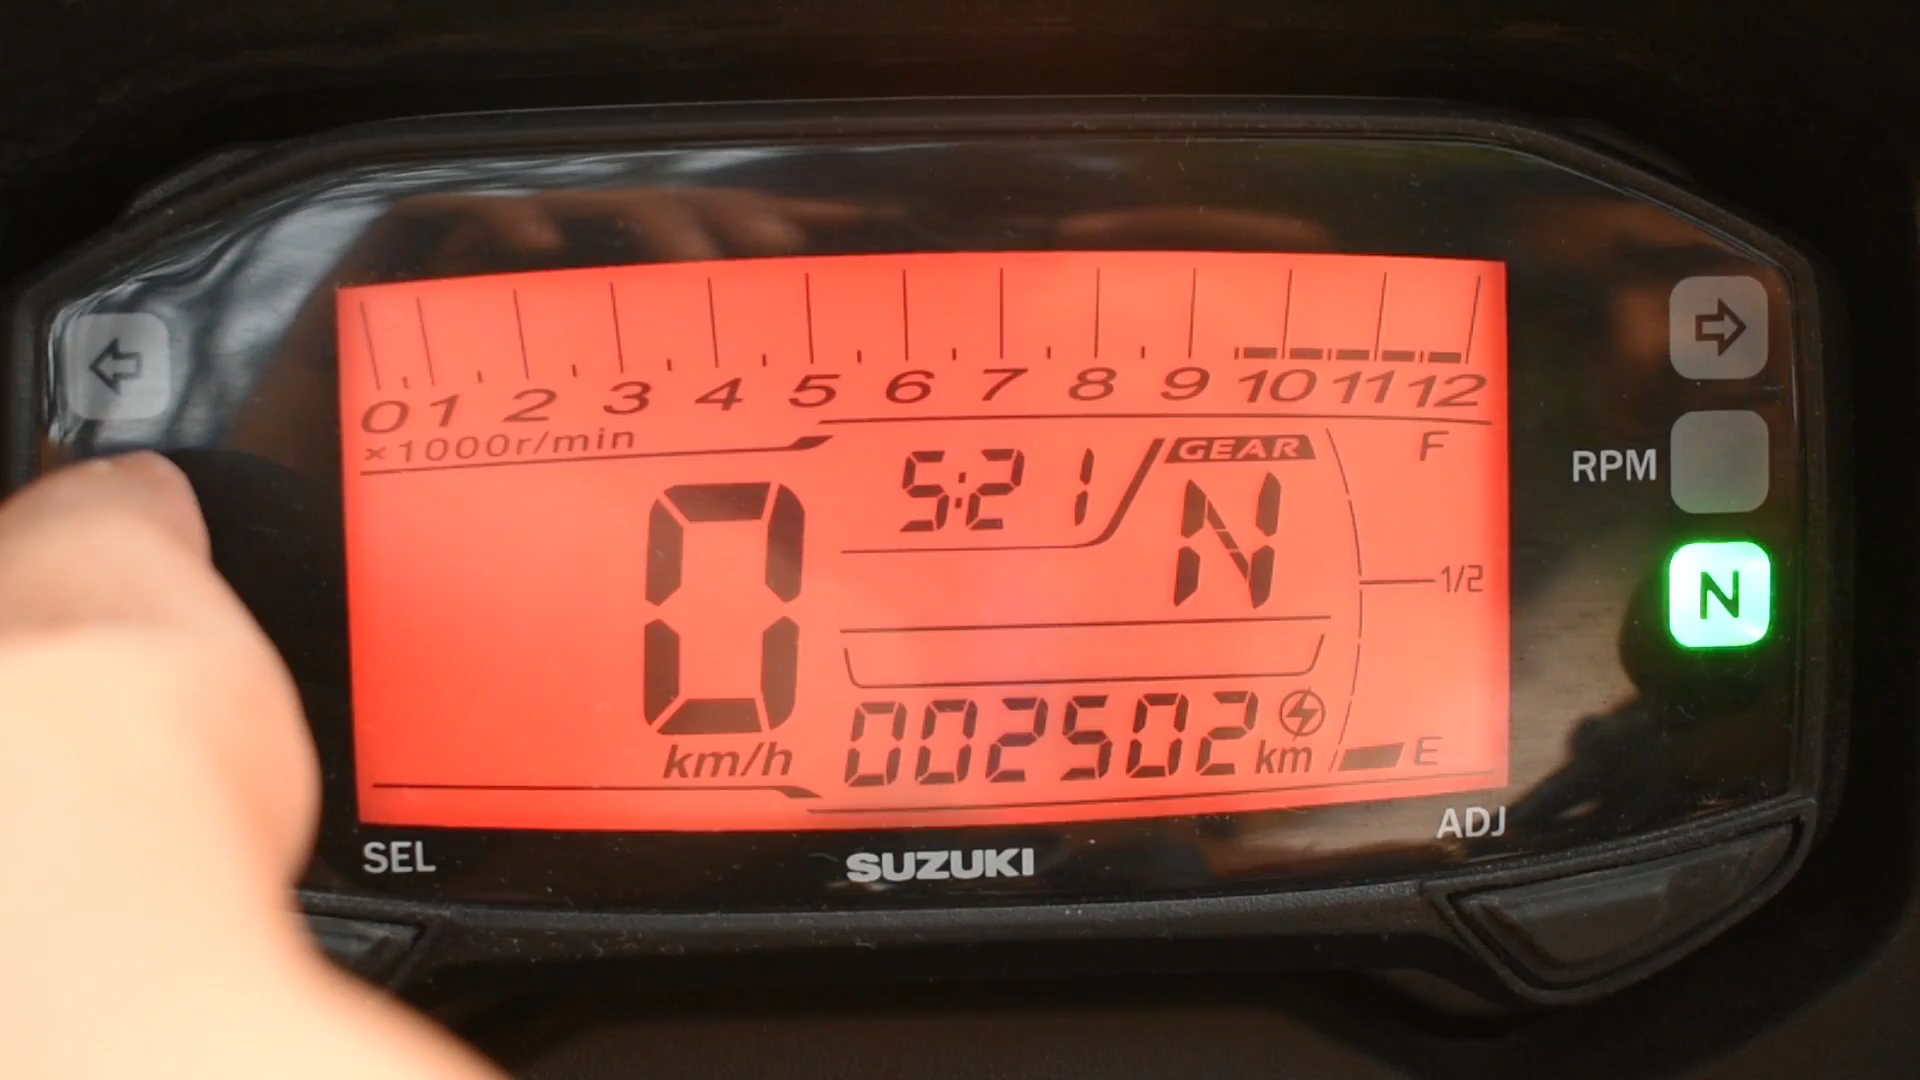 0 1 2 3 4 5 6 7 8 9 10 11 12
×1000r/min
5:21
GEAR
F
N
0
1/2
km/h
002502 km
E
RPM
N
SEL
SUZUKI
ADJ